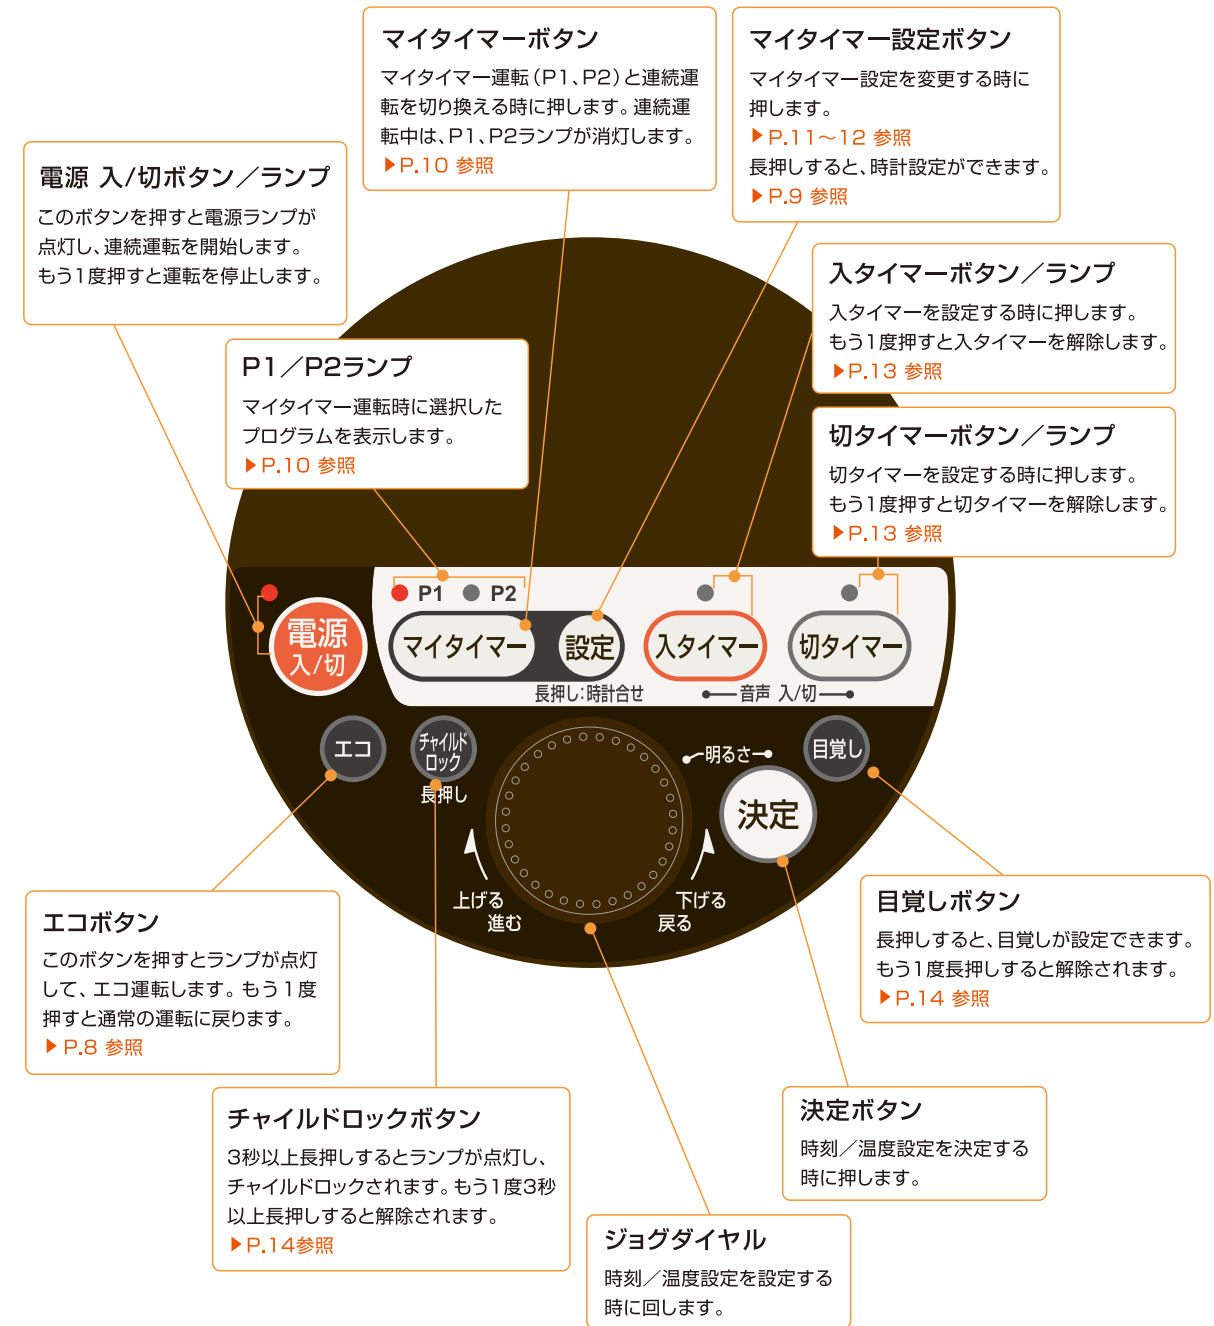 マイタイマーボタン
マイタイマー運転(P1、P2)と連続運
転を切り換える時に押します。連続運
転中は、P1、P2ランプが消灯します。
▶P.10 参照
マイタイマー設定ボタン
マイタイマー設定を変更する時に
押します。
▶P.11〜12 参照
長押しすると、時計設定ができます。
▶P.9 参照
電源 入/切ボタン／ランプ
このボタンを押すと電源ランプが
点灯し、連続運転を開始します。
もう1度押すと運転を停止します。
入タイマーボタン／ランプ
入タイマーを設定する時に押します。
もう1度押すと入タイマーを解除します。
▶P.13 参照
P1／P2ランプ
マイタイマー運転時に選択した
プログラムを表示します。
▶P.10 参照
切タイマーボタン／ランプ
切タイマーを設定する時に押します。
もう1度押すと切タイマーを解除します。
▶P.13 参照
P1 P2
電源
入/切
マイタイマー 設定 入タイマー 切タイマー
長押し:時計合せ
音声 入/切
エコ
チャイルド
ロック
長押し
明るさ
目覚し
決定
上げる
進む
下げる
戻る
エコボタン
このボタンを押すとランプが点灯
して、エコ運転します。もう1度
押すと通常の運転に戻ります。
▶P.8 参照
目覚しボタン
長押しすると、目覚しが設定できます。
もう1度長押しすると解除されます。
▶P.14 参照
チャイルドロックボタン
3秒以上長押しするとランプが点灯し、
チャイルドロックされます。もう1度3秒
以上長押しすると解除されます。
▶P.14参照
決定ボタン
時刻／温度設定を決定する
時に押します。
ジョグダイヤル
時刻／温度設定を設定する
時に回します。